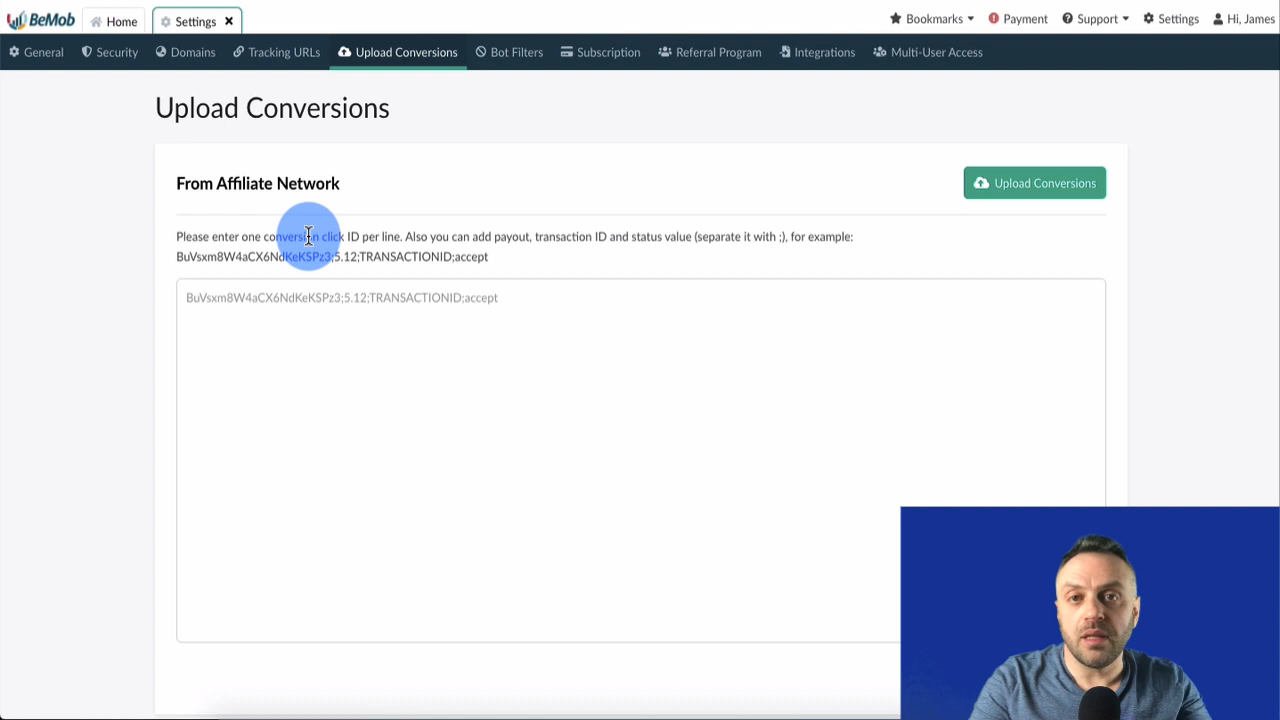 BeMob
Home
Settings
Bookmarks
Payment
Support
Settings
Hi, James
General
Security
Domains
Tracking URLs
Upload Conversions
Bot Filters
Subscription
Referral Program
Integrations
Multi-User Access
Upload Conversions
From Affiliate Network
Upload Conversions
Please enter one conversion click ID per line. Also you can add payout, transaction ID and status value (separate it with ;), for example:
BuVsxm8W4aCX6NdKeKSPz3;5.12;TRANSACTIONID;accept
BuVsxm8W4aCX6NdKeKSPz3;5.12;TRANSACTIONID;accept